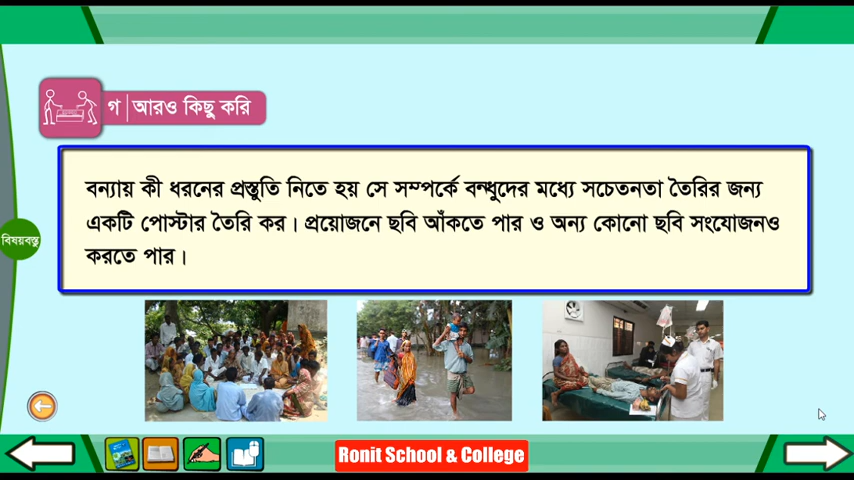 গ | আরও কিছু করি
বন্যায় কী ধরনের প্রস্তুতি নিতে হয় সে সম্পর্কে বন্ধুদের মধ্যে সচেতনতা তৈরির জন্য
একটি পোস্টার তৈরি কর। প্রয়োজনে ছবি আঁকতে পার ও অন্য কোনো ছবি সংযোজনও
করতে পার।
বিষয়বস্তু
Ronit School & College